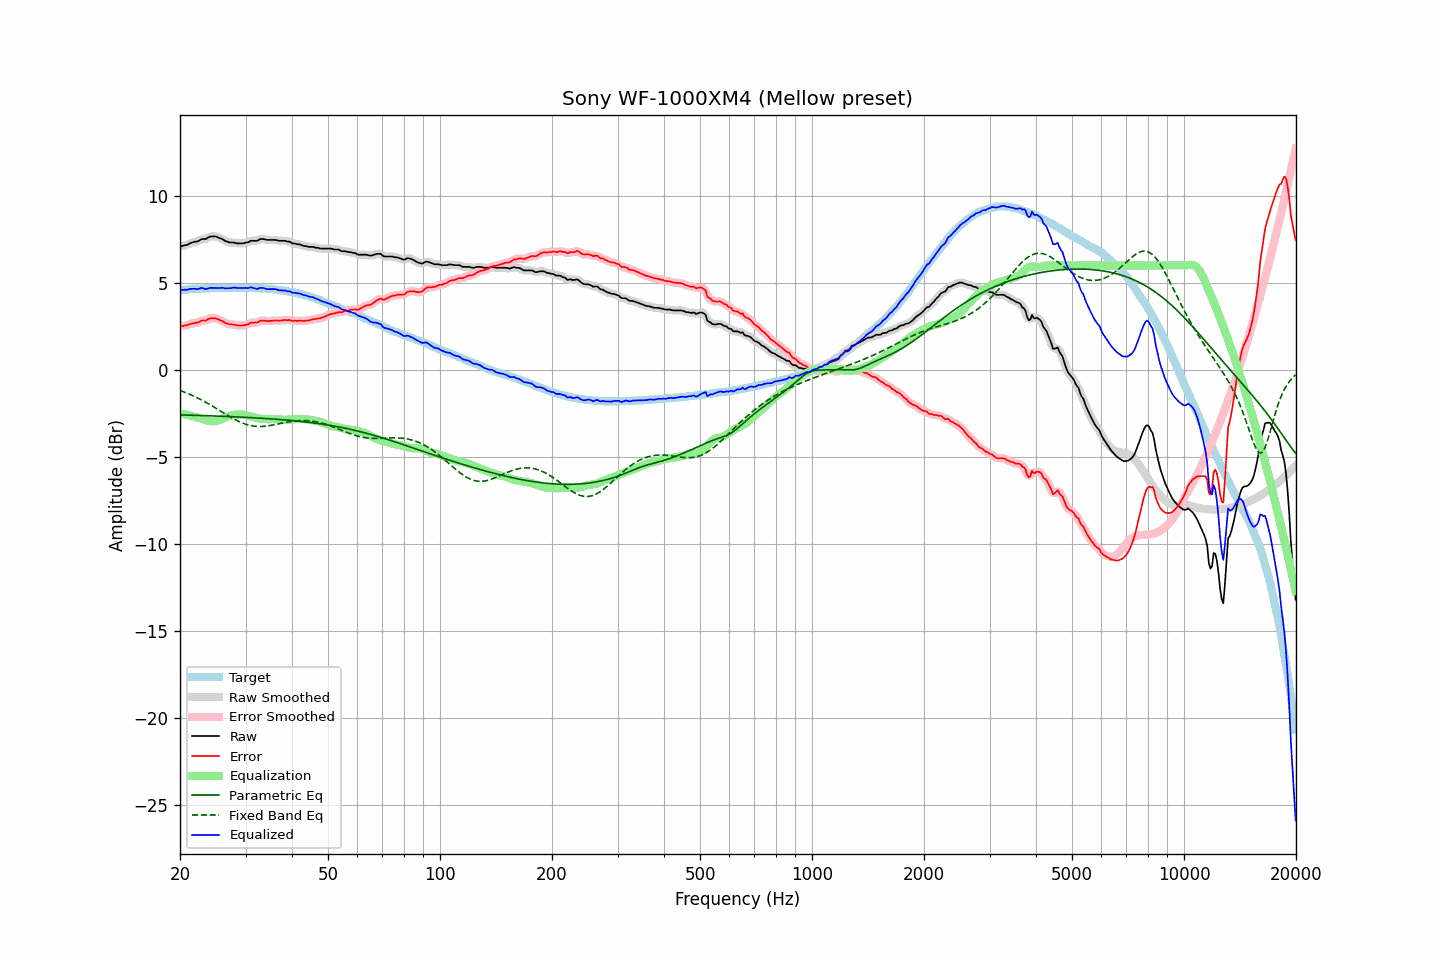 Sony WF-1000XM4 (Mellow preset)
Amplitude (dBr)
10
5
0
−5
−10
−15
−20
−25
Target
Raw Smoothed
Error Smoothed
Raw
Error
Equalization
Parametric Eq
Fixed Band Eq
Equalized
20 50 100 200 500 1000 2000 5000 10000 20000
Frequency (Hz)